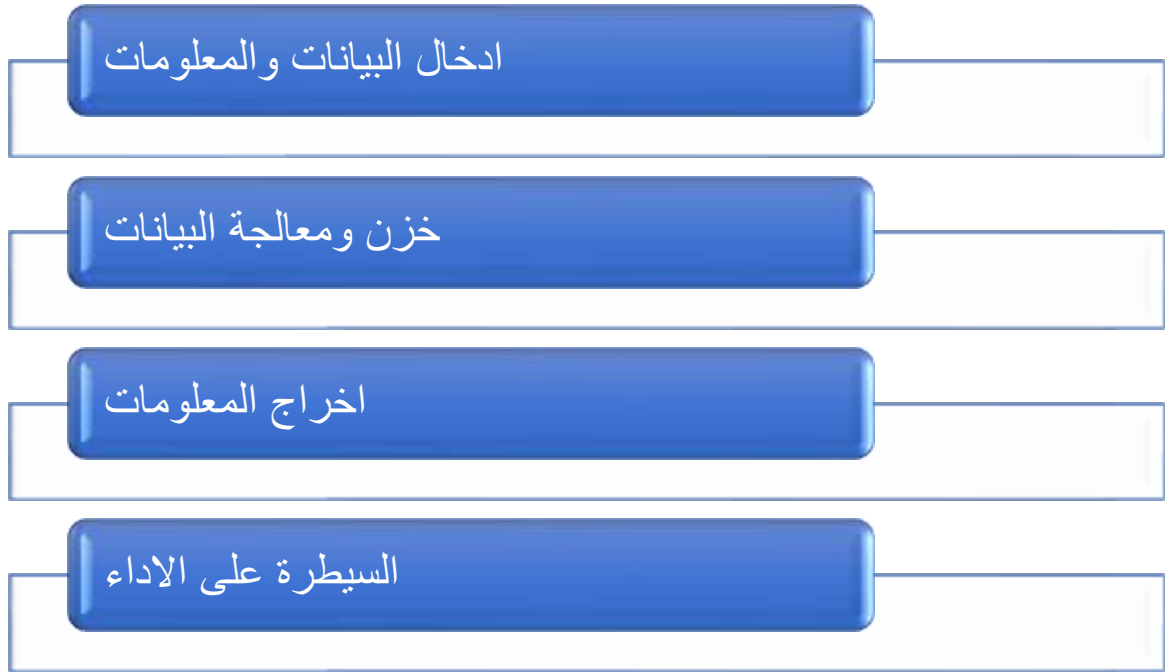 ادخال البيانات والمعلومات
خزن ومعالجة البيانات
اخراج المعلومات
السيطرة على الاداء